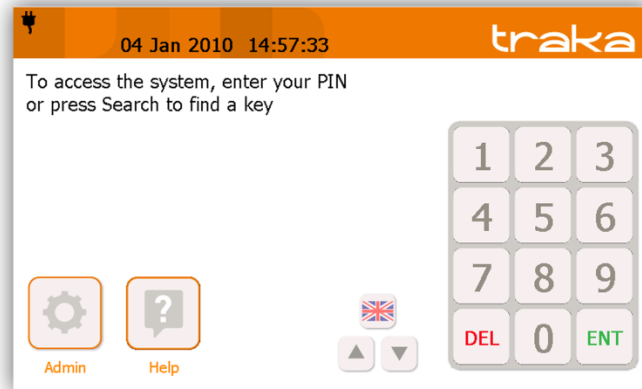 04 Jan 2010 14:57:33
traka
To access the system, enter your PIN
or press Search to find a key
1 2 3
4 5 6
7 8 9
DEL 0 ENT
?
Admin
Help